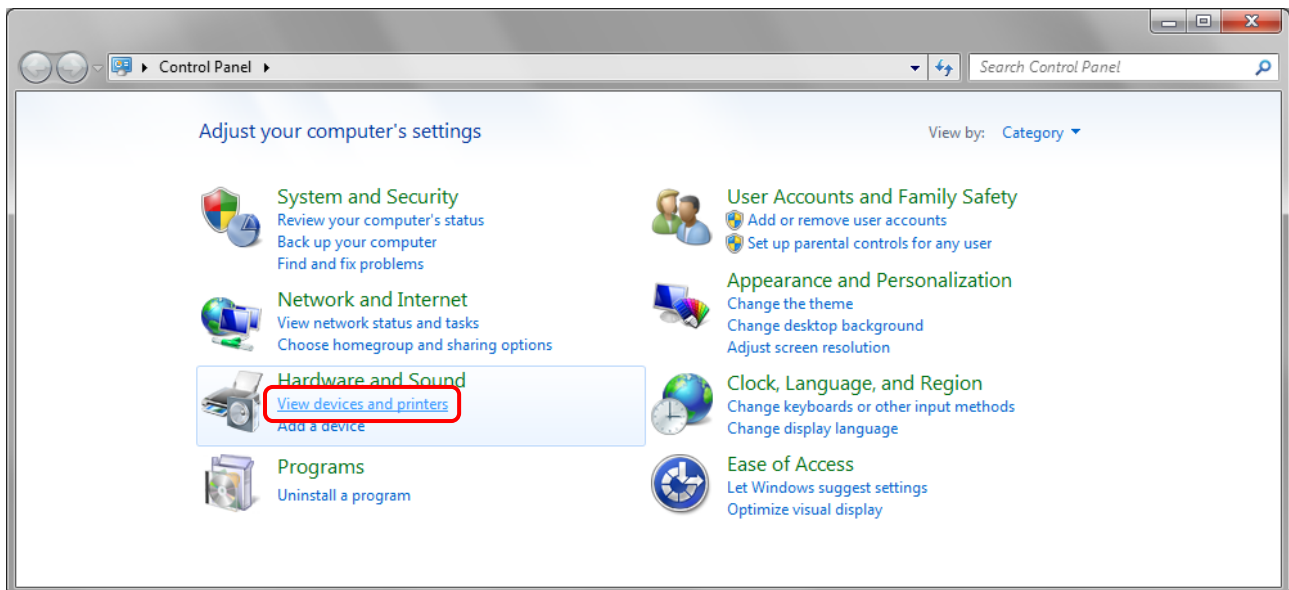 Control Panel
Search Control Panel
Adjust your computer's settings
View by: Category
System and Security
Review your computer's status
Back up your computer
Find and fix problems
Network and Internet
View network status and tasks
Choose homegroup and sharing options
Hardware and Sound
View devices and printers
Add a device
Programs
Uninstall a program
User Accounts and Family Safety
Add or remove user accounts
Set up parental controls for any user
Appearance and Personalization
Change the theme
Change desktop background
Adjust screen resolution
Clock, Language, and Region
Change keyboards or other input methods
Change display language
Ease of Access
Let Windows suggest settings
Optimize visual display